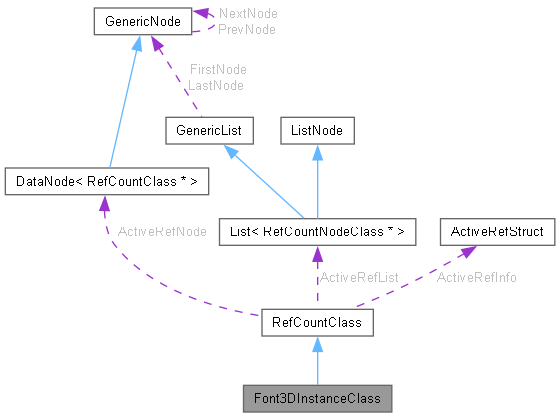 NextNode
GenericNode
PrevNode
FirstNode
LastNode
GenericList
ListNode
DataNode< RefCountClass * >
ActiveRefNode
List< RefCountNodeClass * >
ActiveRefStruct
ActiveRefList
ActiveRefInfo
RefCountClass
Font3DInstanceClass